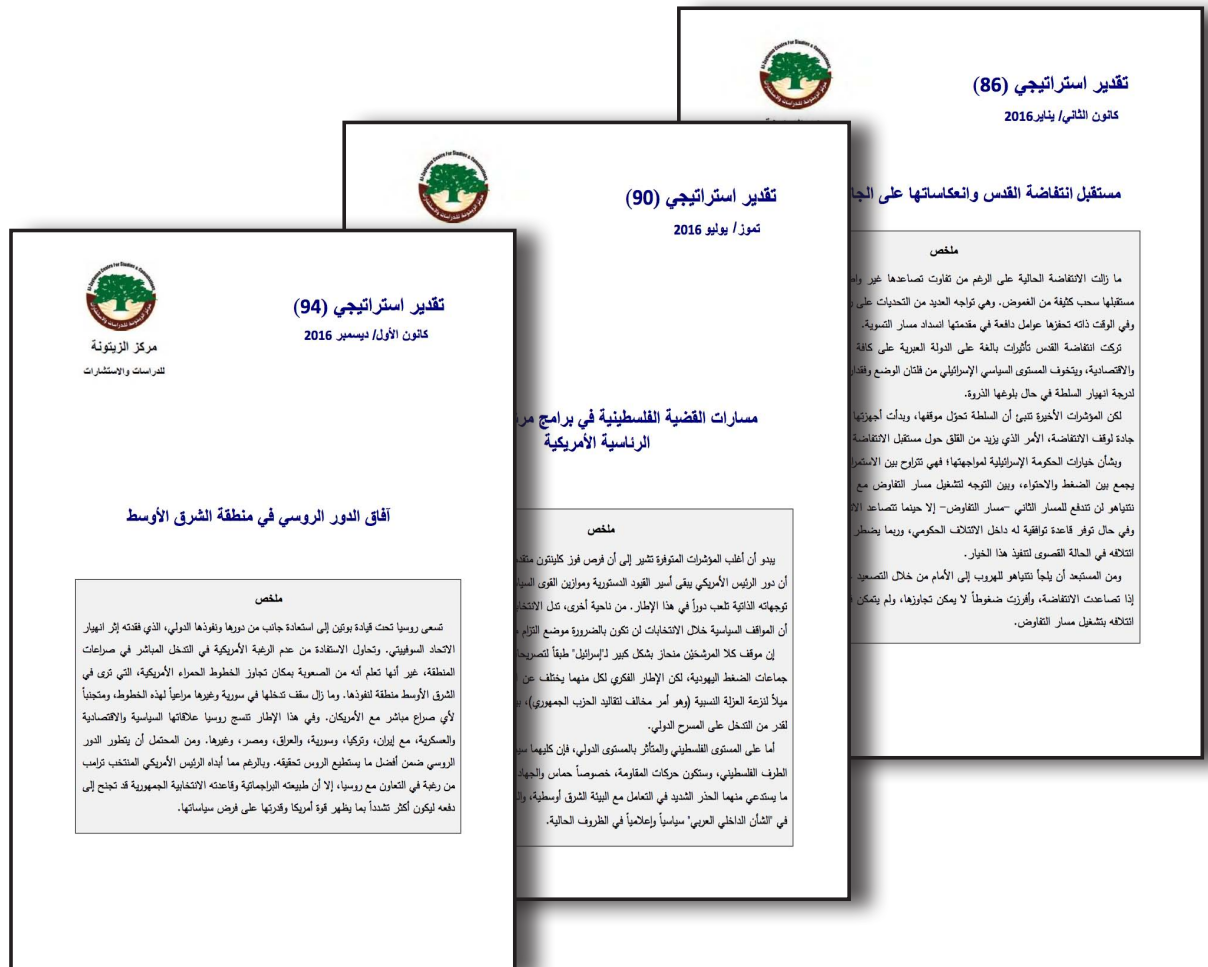 تقدير استراتيجي (86)
كانون الثاني/ يناير2016
مستقبل انتفاضة القدس وانعكاساتها على
ملخص
ما زالت الانتفاضة الحالية على الرغم من تفاوت تصاعدها غير
مستقبلها سحب كثيفة من الغموض. وهي تواجه العديد من التحديات على
وفي الوقت ذاته تحفزها عوامل دافعة في مقدمتها انسداد مسار التسوية.
تركت انتفاضة القدس تأثيرات بالغة على الدولة العبرية على كافة
والاقتصادية، ويتخوف المستوى السياسي الإسرائيلي من فلتان الوضع
لدرجة انهيار السلطة في حال بلوغها الذروة.
لكن المؤشرات الأخيرة تنبئ أن السلطة تحوّل موقفها، وبدأت أجهزتها
جادة لوقف الانتفاضة، الأمر الذي يزيد من القلق حول مستقبل الانتفاضة
وبشأن خيارات الحكومة الإسرائيلية لمواجهتها؛ فهي تتراوح بين
يجمع بين الضغط والاحتواء، وبين التوجه لتشغيل مسار التفاوض مع
نتنياهو لن تندفع للمسار الثاني –مسار التفاوض– إلا حينما تتصاعد
وفي حال توفر قاعدة توافقية له داخل الائتلاف الحكومي، وربما يضطر
ائتلافه في الحالة القصوى لتنفيذ هذا الخيار.
ومن المستبعد أن يلجأ نتنياهو للهروب إلى الأمام من خلال التصعيد
إذا تصاعدت الانتفاضة، وأفرزت ضغوطاً لا يمكن تجاوزها، ولم يتمكن
ائتلافه بتشغيل مسار التفاوض.
تقدير استراتيجي (90)
تموز/ يوليو 2016
مسارات القضية الفلسطينية في برامج
الرئاسية الأمريكية
ملخص
يبدو أن أغلب المؤشرات المتوفرة تشير إلى أن فرص فوز كلينتون
أن دور الرئيس الأمريكي يبقى أسير القيود الدستورية وموازين القوى
توجهاته الذاتية تلعب دوراً في هذا الإطار. من ناحية أخرى، تدل
أن المواقف السياسية خلال الانتخابات لن تكون بالضرورة موضع التزام
إن موقف كلا المرشحَين منحاز بشكل كبير لـ"إسرائيل" طبقاً
جماعات الضغط اليهودية، لكن الإطار الفكري لكل منهما يختلف عن
ميلاً لنزعة العزلة النسبية (وهو أمر مخالف لتقاليد الحزب الجمهوري)،
لقدر من التدخل على المسرح الدولي.
أما على المستوى الفلسطيني والمتأثر بالمستوى الدولي، فإن كليهما
الطرف الفلسطيني، وستكون حركات المقاومة، خصوصاً حماس والجهاد
ما يستدعي منهما الحذر الشديد في التعامل مع البيئة الشرق أوسطية،
في "الشأن الداخلي العربي" سياسياً وإعلامياً في الظروف الحالية.
مركز الزيتونة
للدراسات والاستشارات
تقدير استراتيجي (94)
كانون الأول/ ديسمبر 2016
آفاق الدور الروسي في منطقة الشرق الأوسط
ملخص
تسعى روسيا تحت قيادة بوتين إلى استعادة جانب من دورها ونفوذها الدولي، الذي فقدته إثر انهيار
الاتحاد السوفييتي. وتحاول الاستفادة من عدم الرغبة الأمريكية في التدخل المباشر في صراعات
المنطقة، غير أنها تعلم أنه من الصعوبة بمكان تجاوز الخطوط الحمراء الأمريكية، التي ترى في
الشرق الأوسط منطقة لنفوذها. وما زال سقف تدخلها في سورية وغيرها مراعياً لهذه الخطوط، ومتجنباً
لأي صراع مباشر مع الأمريكان. وفي هذا الإطار تنسج روسيا علاقاتها السياسية والاقتصادية
والعسكرية، مع إيران، وتركيا، وسورية، والعراق، ومصر، وغيرها. ومن المحتمل أن يتطور الدور
الروسي ضمن أفضل ما يستطيع الروس تحقيقه. وبالرغم مما أبداه الرئيس الأمريكي المنتخب ترامب
من رغبة في التعاون مع روسيا، إلا أن طبيعته البراجماتية وقاعدته الانتخابية الجمهورية قد تجنح إلى
دفعه ليكون أكثر تشدداً بما يظهر قوة أمريكا وقدرتها على فرض سياساتها.